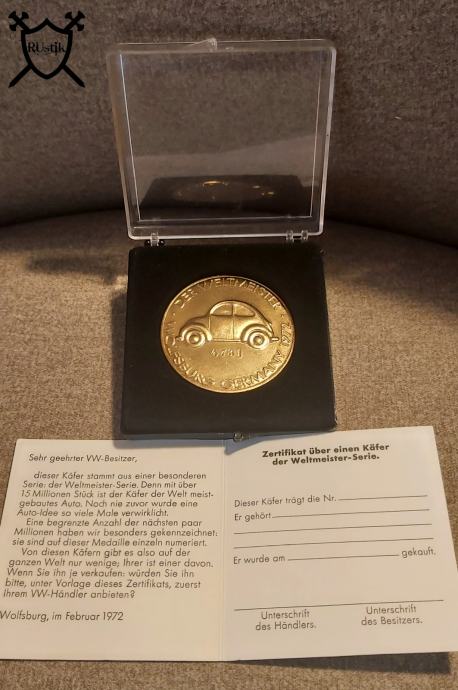 RUstik
DER WELTMEISTER
1972
WOLFSBURG GERMANY
Sehr geehrter VW-Besitzer,
dieser Käfer stammt aus einer besonderen
Serie: der Weltmeister-Serie. Denn mit über
15 Millionen Stück ist der Käfer der Welt meist-
gebautes Auto. Noch nie zuvor wurde eine
Auto-Idee so viele Male verwirklicht.
Eine begrenzte Anzahl der nächsten paar
Millionen haben wir besonders gekennzeichnet:
sie sind auf dieser Medaille einzeln numeriert.
Von diesen Käfern gibt es also auf der
ganzen Welt nur wenige; Ihrer ist einer davon.
Wenn Sie ihn je verkaufen: würden Sie ihn
bitte, unter Vorlage dieses Zertifikats, zuerst
Ihrem VW-Händler anbieten?
Wolfsburg, im Februar 1972
Zertifikat über einen Käfer
der Weltmeister-Serie.
Dieser Käfer trägt die Nr.
Er gehört
Er wurde am gekauft.
Unterschrift
des Händlers.
Unterschrift
des Besitzers.